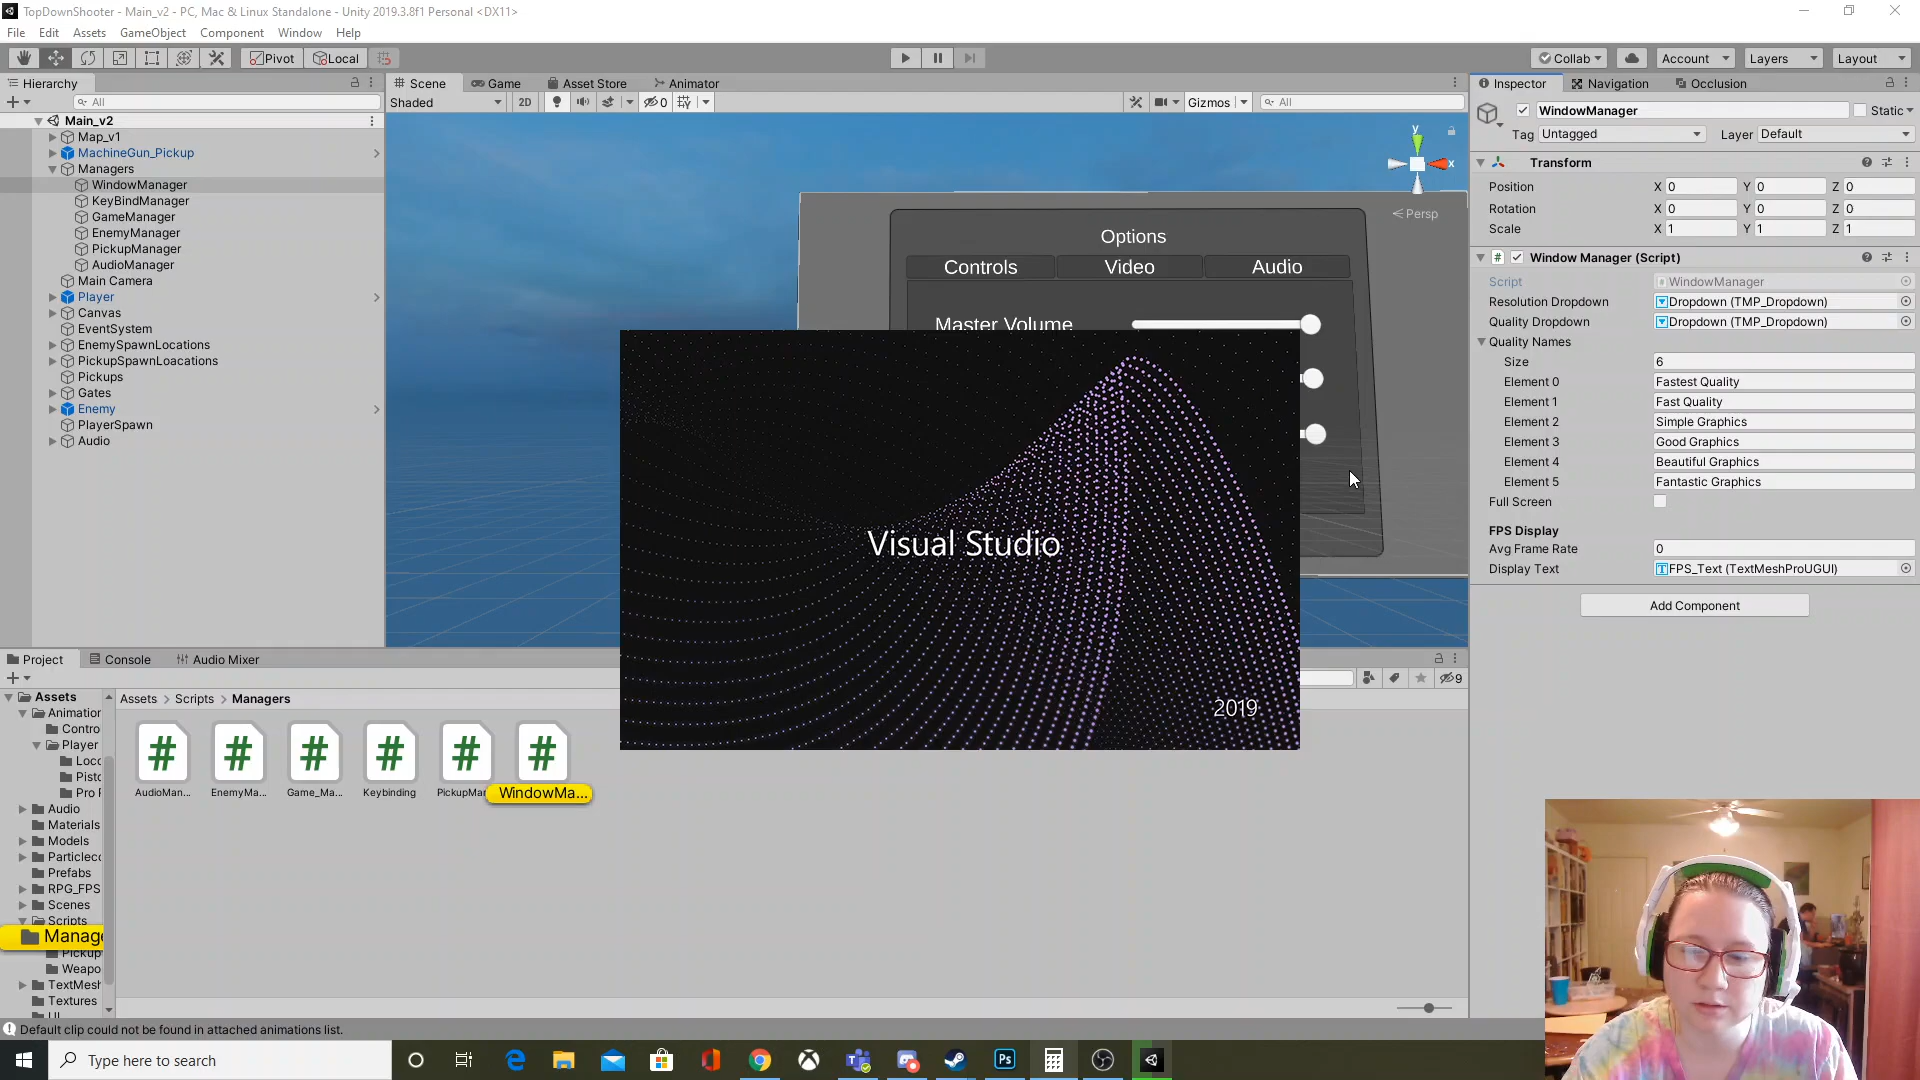 TopDownShooter - Main_v2 - PC, Mac & Linux Standalone - Unity 2019.3.8f1 Personal <DX11>
File Edit Assets GameObject Component Window Help
Pivot Local Collab Account Layers Layout
Hierarchy
All
Main_v2
Map_v1
MachineGun_Pickup
Managers
WindowManager
KeyBindManager
GameManager
EnemyManager
PickupManager
AudioManager
Main Camera
Player
Canvas
EventSystem
EnemySpawnLocations
PickupSpawnLoacations
Pickups
Gates
Enemy
PlayerSpawn
Audio
Scene Game Asset Store Animator
Shaded 2D 0 Gizmos All
y
x
Persp
Options
Controls Video Audio
Master Volume
Visual Studio
2019
Inspector Navigation Occlusion
WindowManager Static
Tag Untagged Layer Default
Transform
Position X 0 Y 0 Z 0
Rotation X 0 Y 0 Z 0
Scale X 1 Y 1 Z 1
# Window Manager (Script)
Script WindowManager
Resolution Dropdown Dropdown (TMP_Dropdown)
Quality Dropdown Dropdown (TMP_Dropdown)
Quality Names
Size 6
Element 0 Fastest Quality
Element 1 Fast Quality
Element 2 Simple Graphics
Element 3 Good Graphics
Element 4 Beautiful Graphics
Element 5 Fantastic Graphics
Full Screen
FPS Display
Avg Frame Rate 0
Display Text FPS_Text (TextMeshProUGUI)
Add Component
Project Console Audio Mixer
9
Assets
Animation
Contro
Player
Loco
Pisto
Pro R
Audio
Materials
Models
Particlecc
Prefabs
RPG_FPS
Scenes
Scripts
Manage
Pickup
Weapo
TextMesh
Textures
UI
Assets > Scripts > Managers
# # # # # #
AudioMan... EnemyMa... Game_Ma... Keybinding PickupMan WindowMa...
Default clip could not be found in attached animations list.
Type here to search
Ps